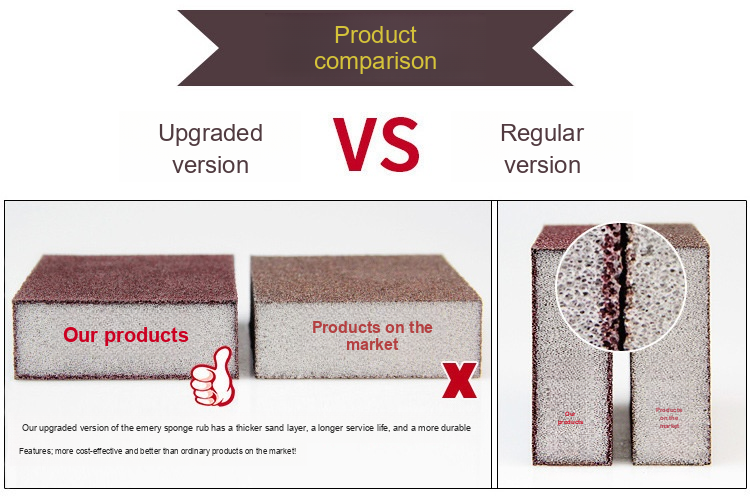 Product
comparison
Upgraded
version
VS
Regular
version
Our products
Products on the
market
X
Our upgraded version of the emery sponge rub has a thicker sand layer, a longer service life, and a more durable
Features; more cost-effective and better than ordinary products on the market!
Our
products
Products
on the
market